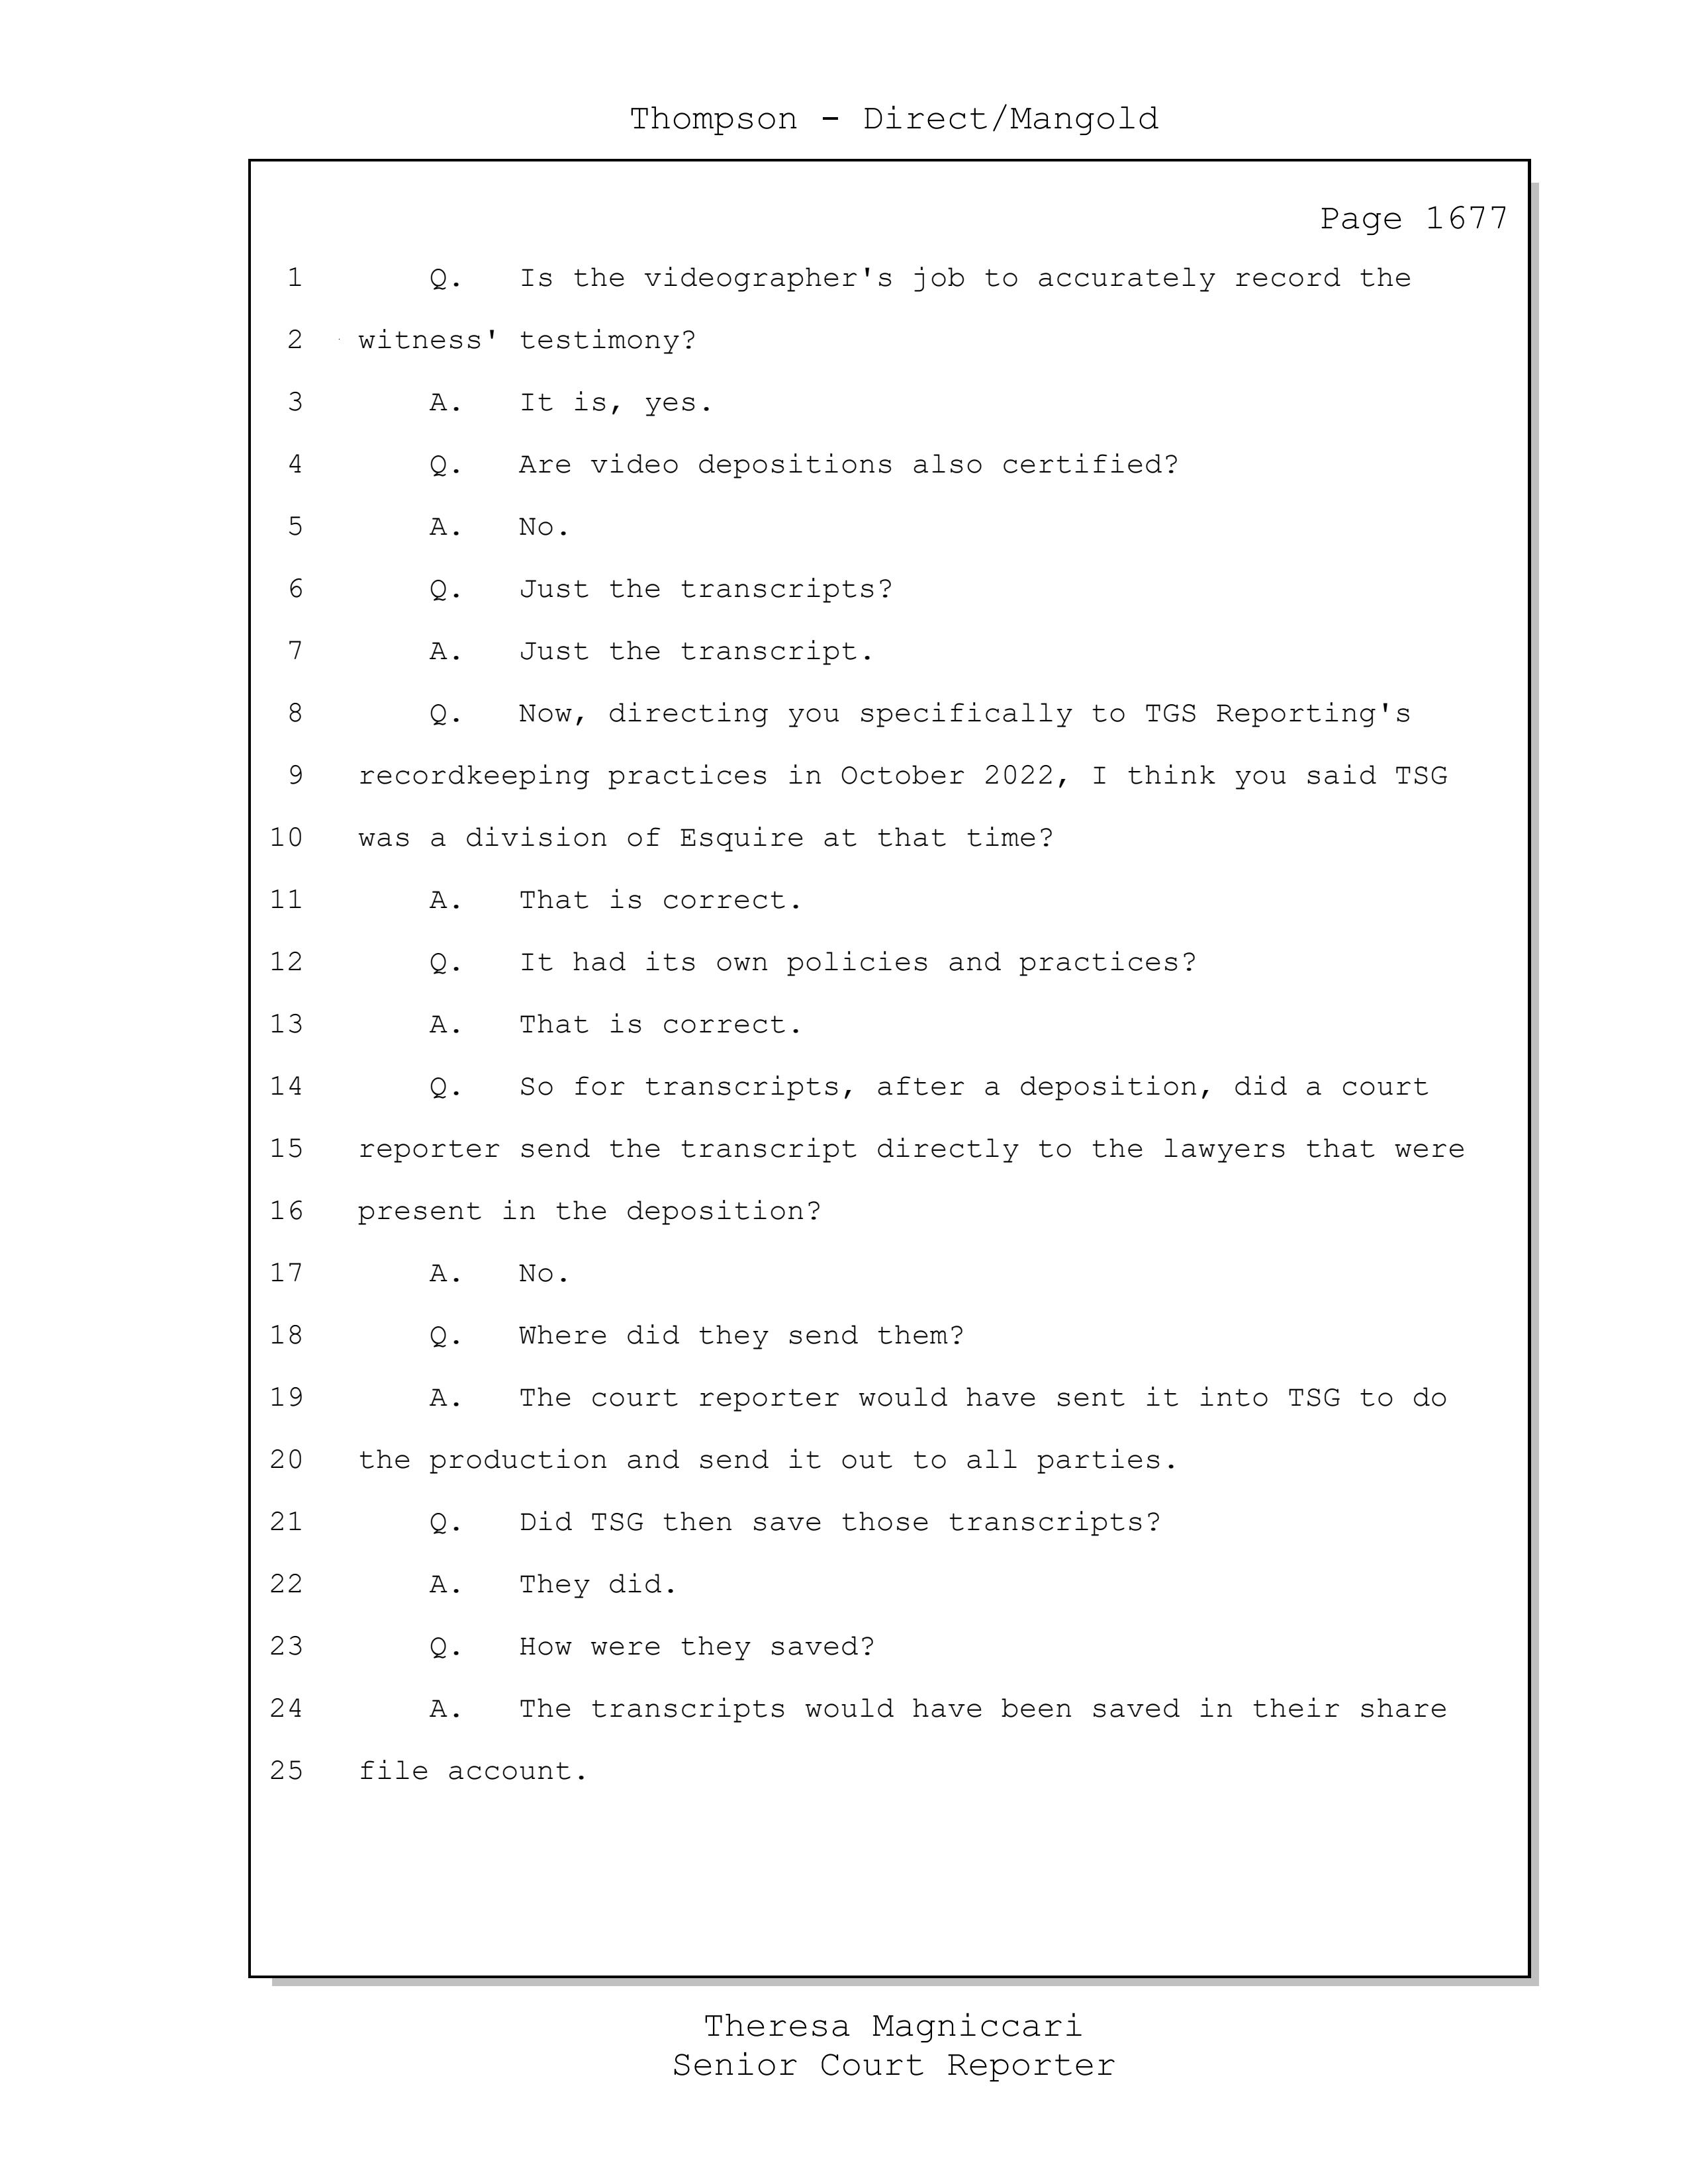 Thompson - Direct/Mangold
Page 1677
1 Q. Is the videographer's job to accurately record the
2 witness' testimony?
3 A. It is, yes.
4 Q. Are video depositions also certified?
5 A. No.
6 Q. Just the transcripts?
7 A. Just the transcript.
8 Q. Now, directing you specifically to TGS Reporting's
9 recordkeeping practices in October 2022, I think you said TSG
10 was a division of Esquire at that time?
11 A. That is correct.
12 Q. It had its own policies and practices?
13 A. That is correct.
14 Q. So for transcripts, after a deposition, did a court
15 reporter send the transcript directly to the lawyers that were
16 present in the deposition?
17 A. No.
18 Q. Where did they send them?
19 A. The court reporter would have sent it into TSG to do
20 the production and send it out to all parties.
21 Q. Did TSG then save those transcripts?
22 A. They did.
23 Q. How were they saved?
24 A. The transcripts would have been saved in their share
25 file account.
Theresa Magniccari
Senior Court Reporter